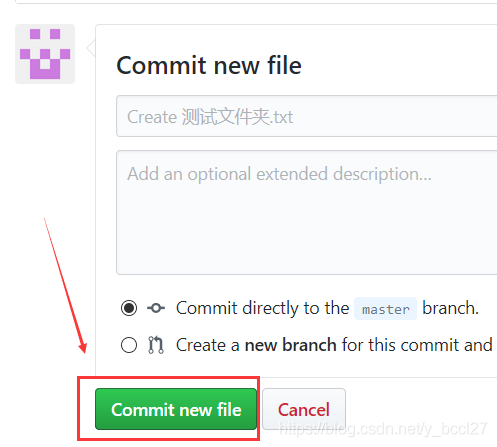 Commit new file
Create 测试文件夹.txt
Add an optional extended description...
Commit directly to the master branch.
Create a new branch for this commit and
Commit new file
Cancel
https://blog.csdn.net/y_bccl27